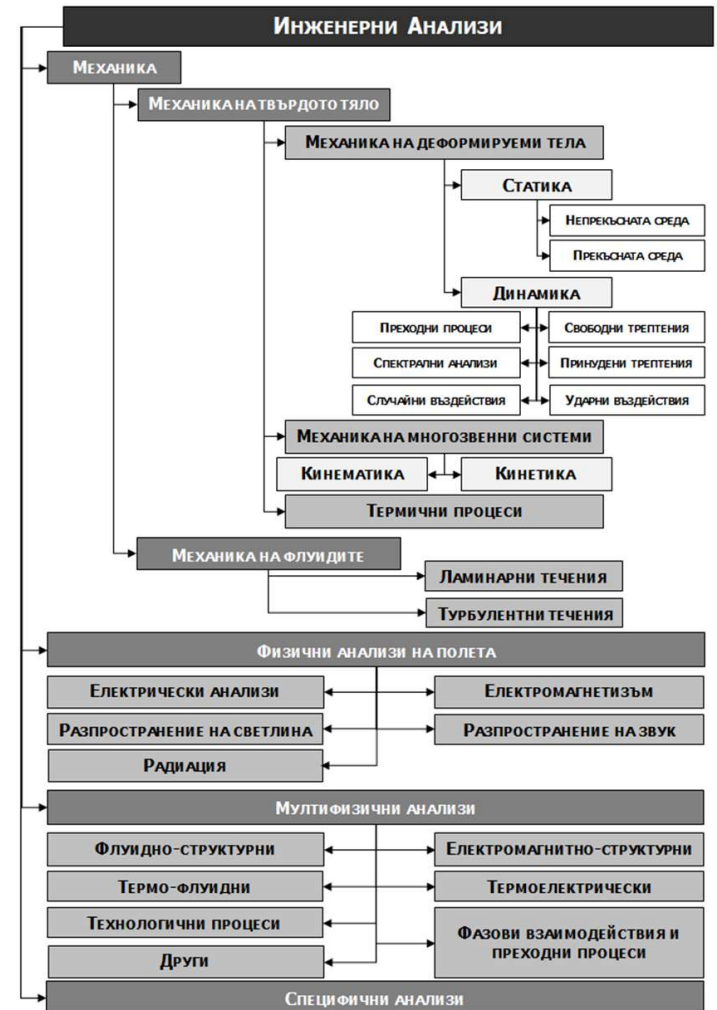 Инженерни Анализи
Механика
Механика на твърдото тяло
Механика на деформируеми тела
Статика
Непрекъсната среда
Прекъсната среда
Динамика
Преходни процеси
Свободни трептения
Спектрални анализи
Принудени трептения
Случайни въздействия
Ударни въздействия
Механика на многозвенни системи
Кинематика
Кинетика
Термични процеси
Механика на флуидите
Ламинарни течения
Турбулентни течения
Физични анализи на полета
Електрически анализи
Електромагнетизъм
Разпространение на светлина
Разпространение на звук
Радиация
Мултифизични анализи
Флуидно-структурни
Електромагнитно-структурни
Термо-флуидни
Термоелектрически
Технологични процеси
Фазови взаимодействия и
преходни процеси
Други
Специфични анализи